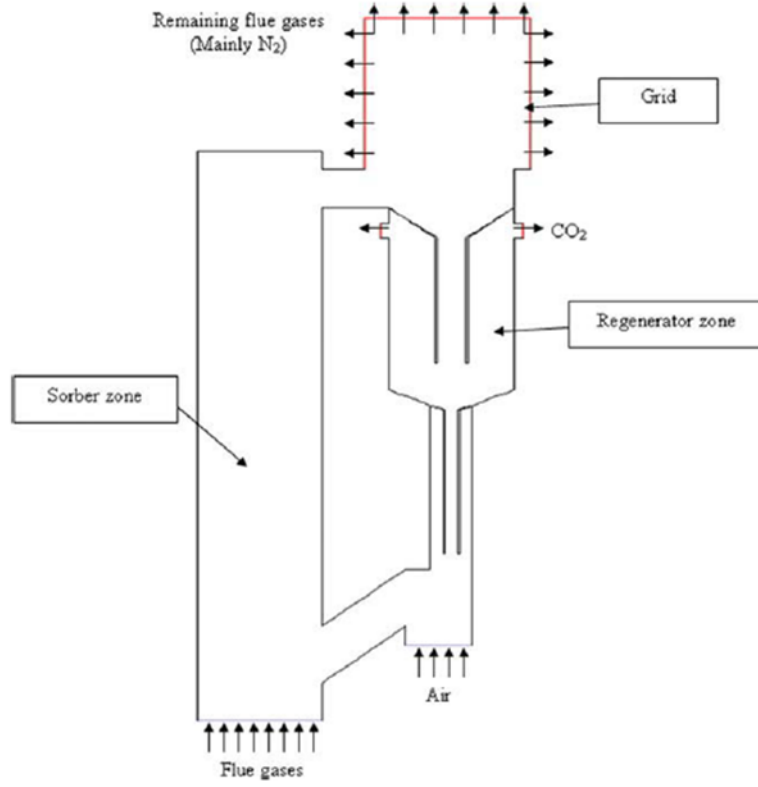 Remaining flue gases
(Mainly N₂)
Grid
CO₂
Regenerator zone
Sorber zone
Air
Flue gases